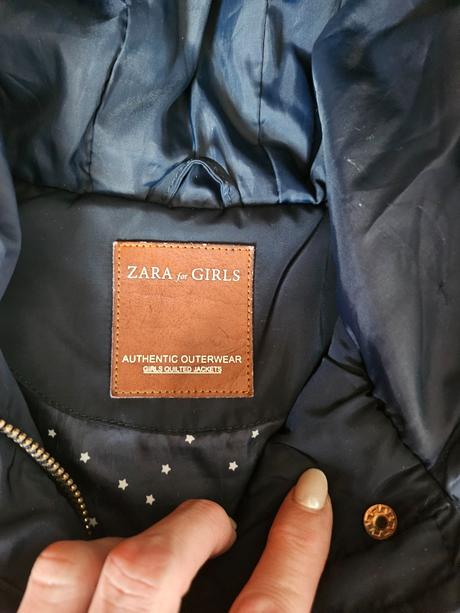 ZARA for GIRLS
AUTHENTIC OUTERWEAR
GIRLS QUILTED JACKETS